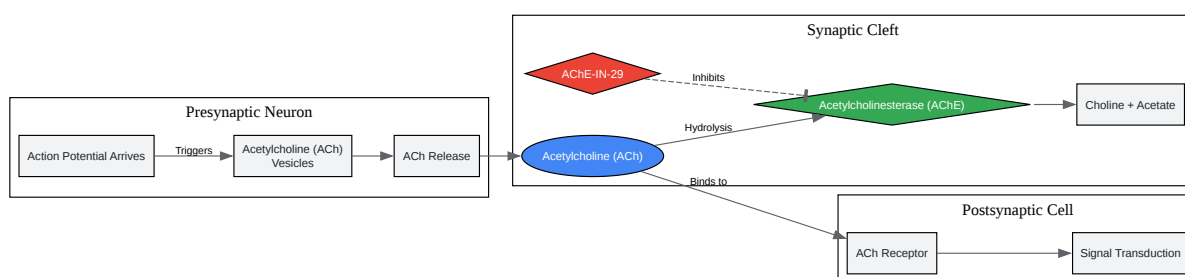 Presynaptic Neuron
Action Potential Arrives
Triggers
Acetylcholine (ACh)
Vesicles
ACh Release
Synaptic Cleft
AChE-IN-29
Inhibits
Acetylcholinesterase (AChE)
Choline + Acetate
Hydrolysis
Acetylcholine (ACh)
Binds to
Postsynaptic Cell
ACh Receptor
Signal Transduction